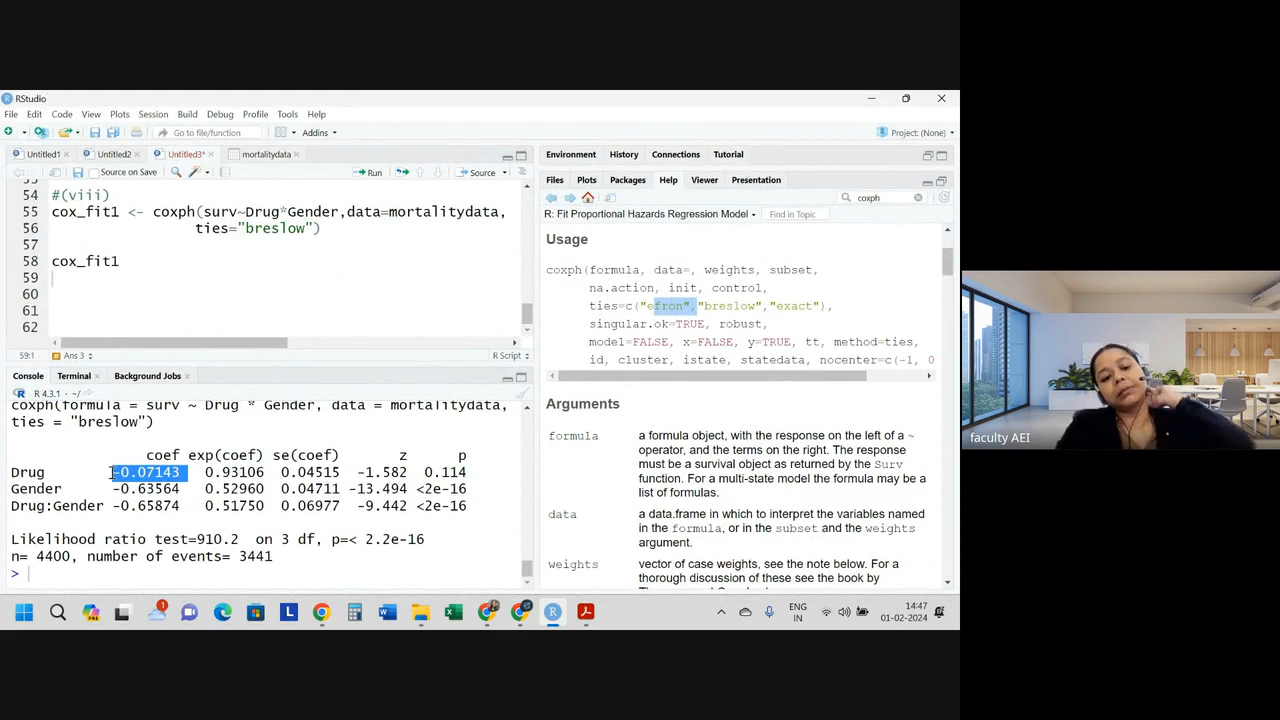 RStudio
File Edit Code View Plots Session Build Debug Profile Tools Help
Go to file/function Addins Project: (None)
Untitled1 Untitled2 Untitled3* mortalitydata
Source on Save Run Source
54 #(viii)
55 cox_fit1 <- coxph(surv~Drug*Gender,data=mortalitydata,
56 ties="breslow")
57
58 cox_fit1
59
60
61
62
59:1 Ans 3 R Script
Console Terminal Background Jobs
R 4.3.1 · ~/
coxph(formula = surv ~ Drug * Gender, data = mortalitydata,
ties = "breslow")
coef exp(coef) se(coef) z p
Drug -0.07143 0.93106 0.04515 -1.582 0.114
Gender -0.63564 0.52960 0.04711 -13.494 <2e-16
Drug:Gender -0.65874 0.51750 0.06977 -9.442 <2e-16
Likelihood ratio test=910.2 on 3 df, p=< 2.2e-16
n= 4400, number of events= 3441
>
Environment History Connections Tutorial
Files Plots Packages Help Viewer Presentation
coxph
R: Fit Proportional Hazards Regression Model Find in Topic
Usage
coxph(formula, data=, weights, subset,
na.action, init, control,
ties=c("efron","breslow","exact"),
singular.ok=TRUE, robust,
model=FALSE, x=FALSE, y=TRUE, tt, method=ties,
id, cluster, istate, statedata, nocenter=c(-1, 0
Arguments
formula a formula object, with the response on the left of a ~
operator, and the terms on the right. The response
must be a survival object as returned by the Surv
function. For a multi-state model the formula may be a
list of formulas.
data a data.frame in which to interpret the variables named
in the formula, or in the subset and the weights
argument.
weights vector of case weights, see the note below. For a
thorough discussion of these see the book by
faculty AEI
1 PRE L ENG
IN 14:47
01-02-2024